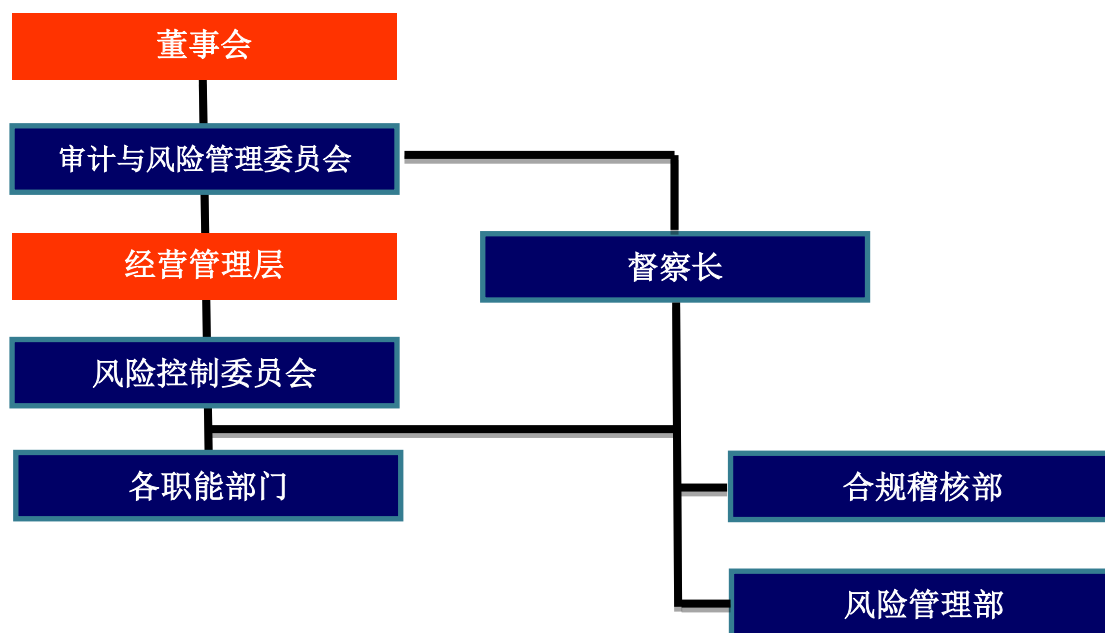 董事会
审计与风险管理委员会
经营管理层
督察长
风险控制委员会
各职能部门
合规稽核部
风险管理部